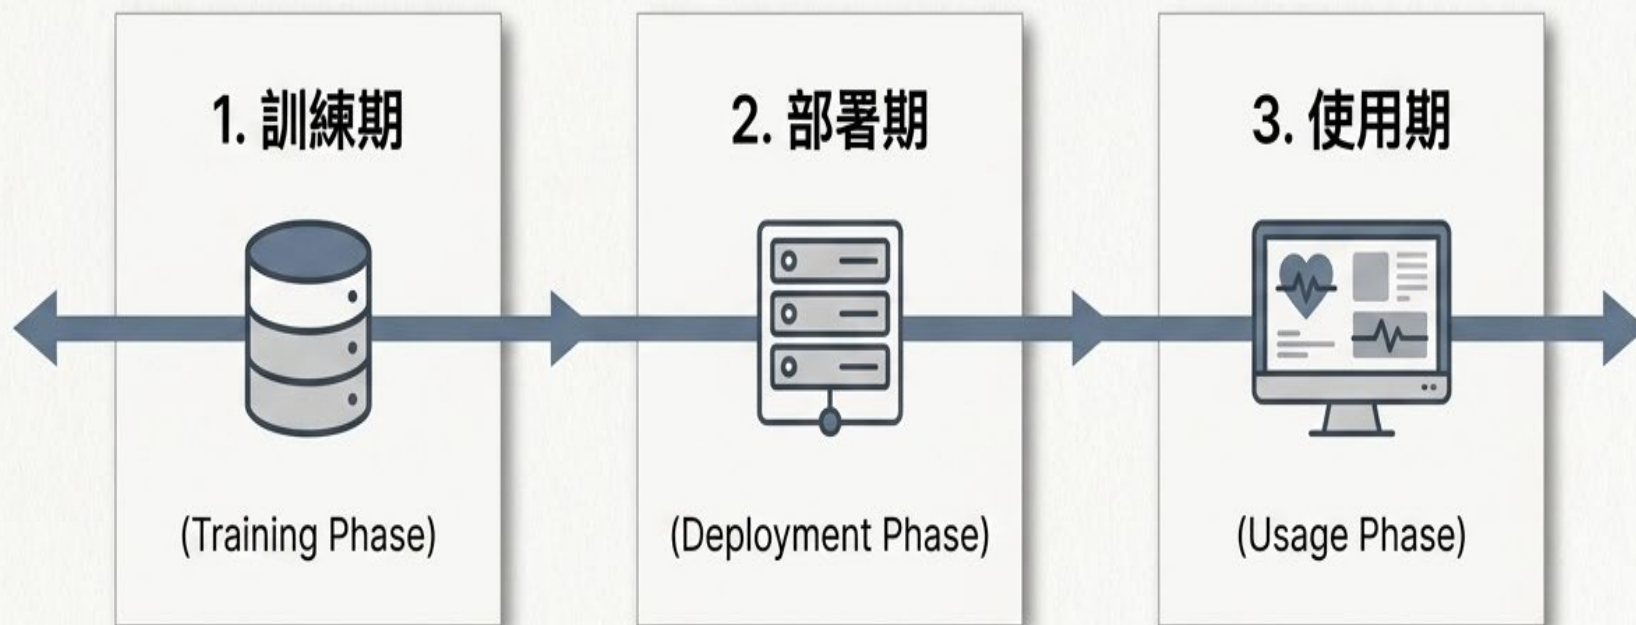 1. 訓練期
(Training Phase)
2. 部署期
(Deployment Phase)
3. 使用期
(Usage Phase)